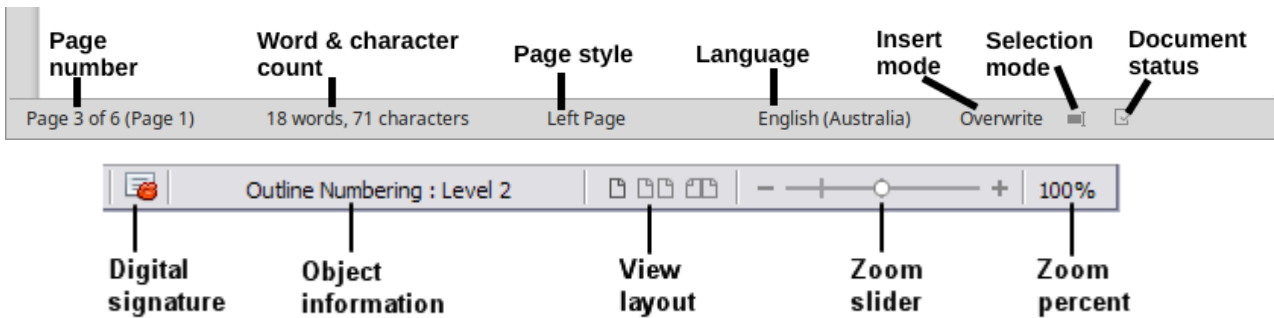 Page number
Word & character count
Page style
Language
Insert mode
Selection mode
Document status
Page 3 of 6 (Page 1)
18 words, 71 characters
Left Page
English (Australia)
Overwrite
Outline Numbering : Level 2
100%
Digital signature
Object information
View layout
Zoom slider
Zoom percent